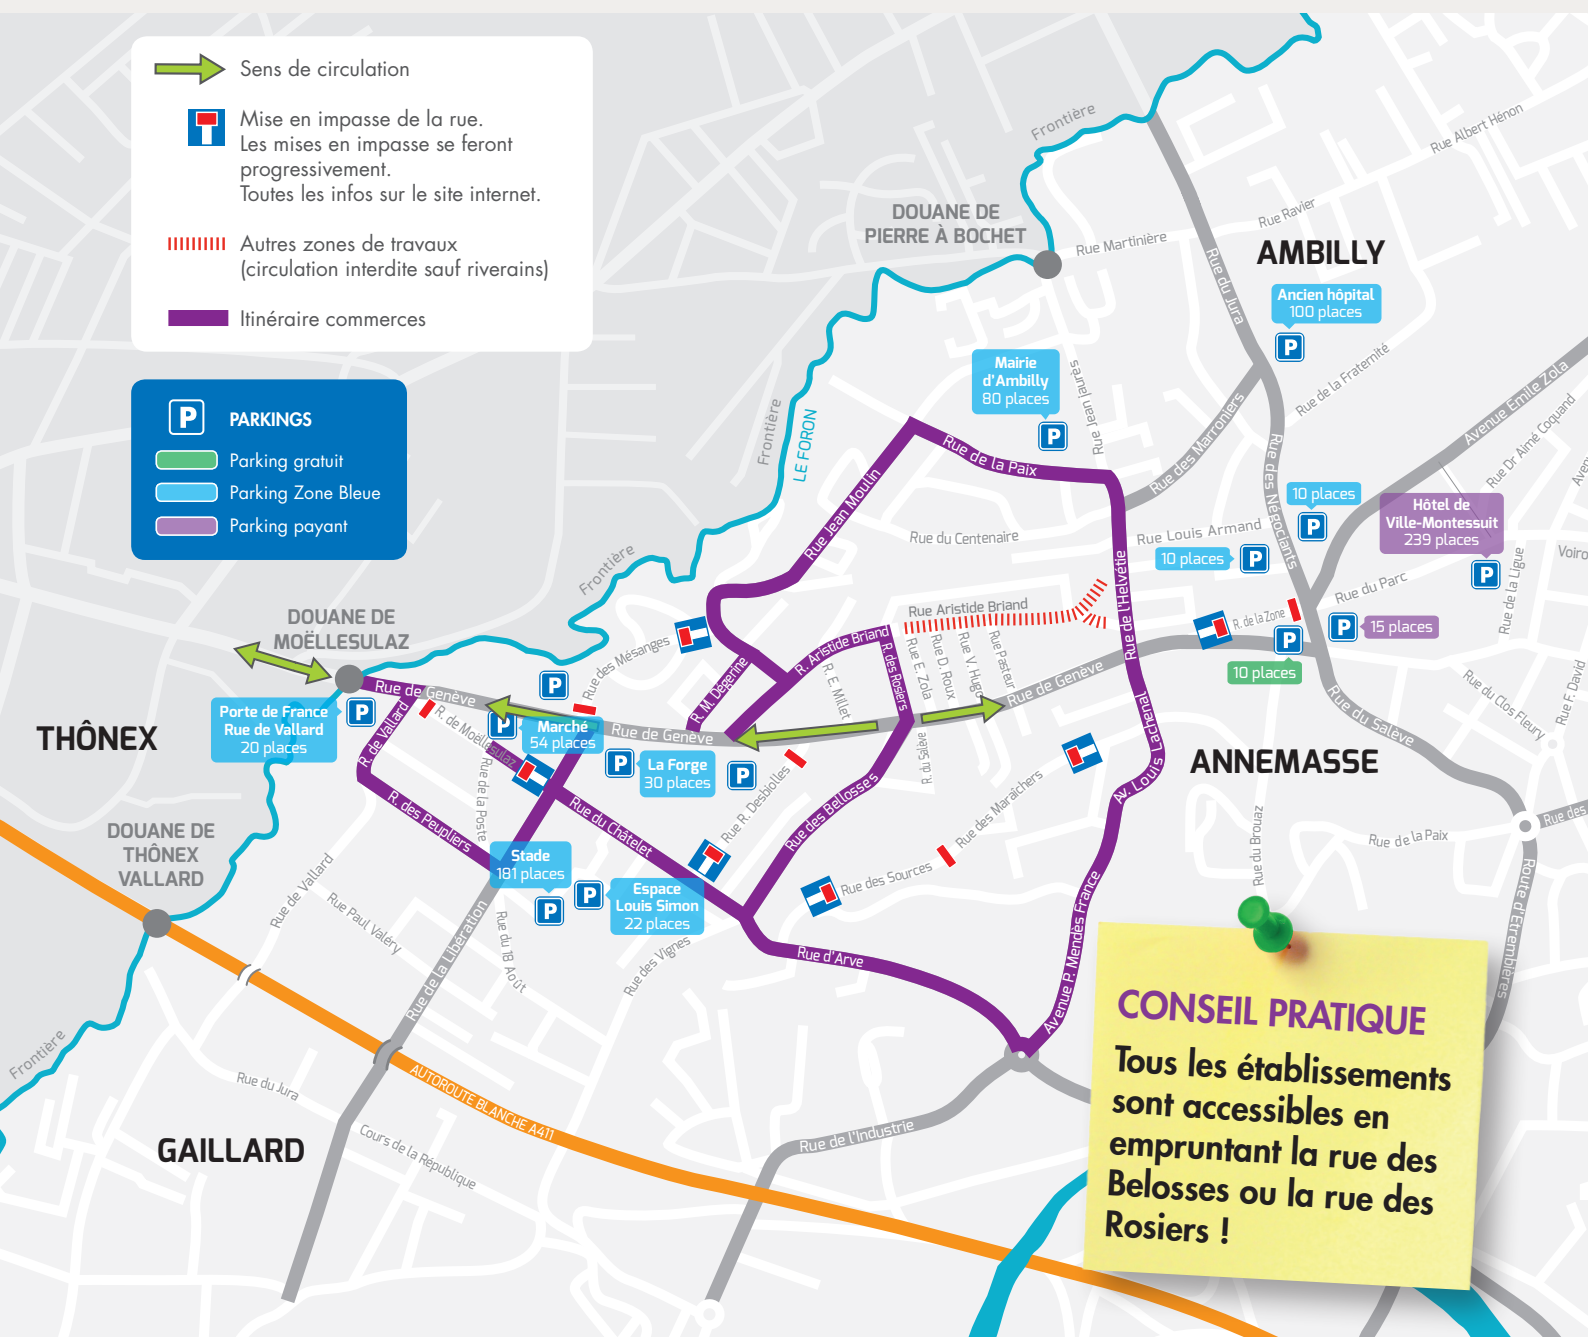 Sens de circulation
Mise en impasse de la rue.
Les mises en impasse se feront
progressivement.
Toutes les infos sur le site internet.
Autres zones de travaux
(circulation interdite sauf riverains)
Itinéraire commerces
P PARKINGS
Parking gratuit
Parking Zone Bleue
Parking payant
Frontière
Rue Albert Hénon
DOUANE DE
PIERRE À BOCHET
Rue Martinière
Rue Ravier
AMBILLY
Rue du Jura
Ancien hôpital
100 places
P
Mairie
d'Ambilly
80 places
P
Rue Jean Jaurès
Rue de la Fraternité
Avenue Emile Zola
Rue Dr Aimé Coquand
Frontière
LE FORON
Rue de la Paix
Rue des Marroniers
Rue des Négociants
Rue Jean Moulin
Rue du Centenaire
Rue Louis Armand
10 places
P
10 places
P
Hôtel de
Ville-Montessuit
239 places
P
Voiro
Rue de la Ligue
Rue du Parc
Frontière
Rue de l'Helvétie
Rue Aristide Briand
R. de la Zone
P
15 places
P
10 places
DOUANE DE
MOËLLESULAZ
Rue des Mésanges
R. Aristide Briand
R. M. Dégerine
R. des Rosiers
R. E. Millet
Rue E. Zola
Rue D. Roux
Rue V. Hugo
Rue Pasteur
Rue de Genève
Rue de Genève
Rue de Genève
Rue du Clos Fleury
Rue F. David
Rue du Salève
THÔNEX
Porte de France
Rue de Vallard
20 places
P
R. de Vallard
R. de Moëllesulaz
P
P
Marché
54 places
P
La Forge
30 places
P
R. du Salève
Av. Louis Lachenal
ANNEMASSE
Rue de la Poste
R. des Peupliers
Rue du Châtelet
Rue R. Desbiolles
Rue des Bellosses
Rue des Maraîchers
Rue des Sources
Rue du Brouaz
Rue de la Paix
Rue des
Route d'Etrembières
DOUANE DE
THÔNEX
VALLARD
Stade
181 places
P
P
Espace
Louis Simon
22 places
Rue de Vallard
Rue Paul Valéry
Rue de la Libération
Rue du 18 Août
Rue des Vignes
Rue d'Arve
Avenue P. Mendès France
Frontière
Rue du Jura
AUTOROUTE BLANCHE A411
GAILLARD
Cours de la République
Rue de l'Industrie
CONSEIL PRATIQUE
Tous les établissements
sont accessibles en
empruntant la rue des
Belosses ou la rue des
Rosiers !